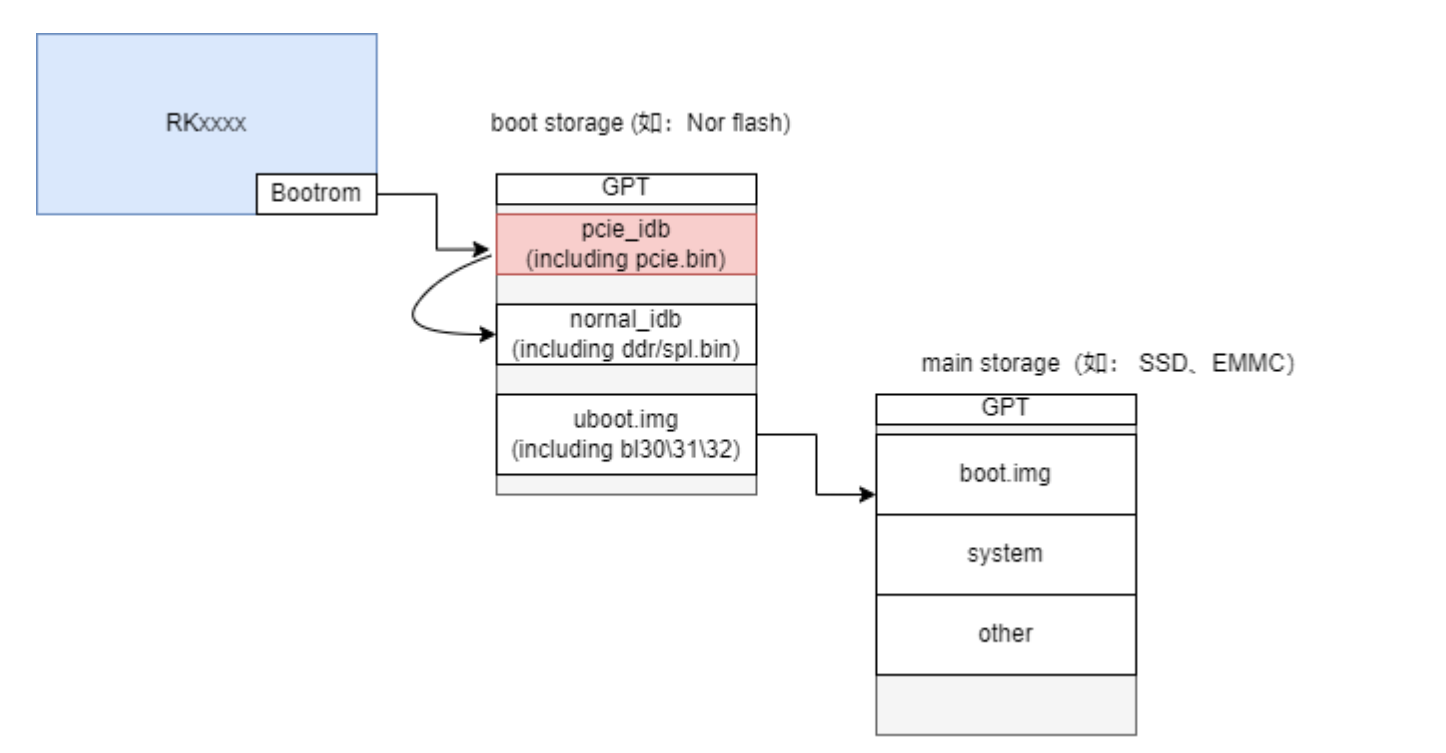 RKxxxx
Bootrom
boot storage (如：Nor flash)
GPT
pcie_idb
(including pcie.bin)
nornal_idb
(including ddr/spl.bin)
uboot.img
(including bl30\31\32)
main storage（如： SSD、EMMC）
GPT
boot.img
system
other